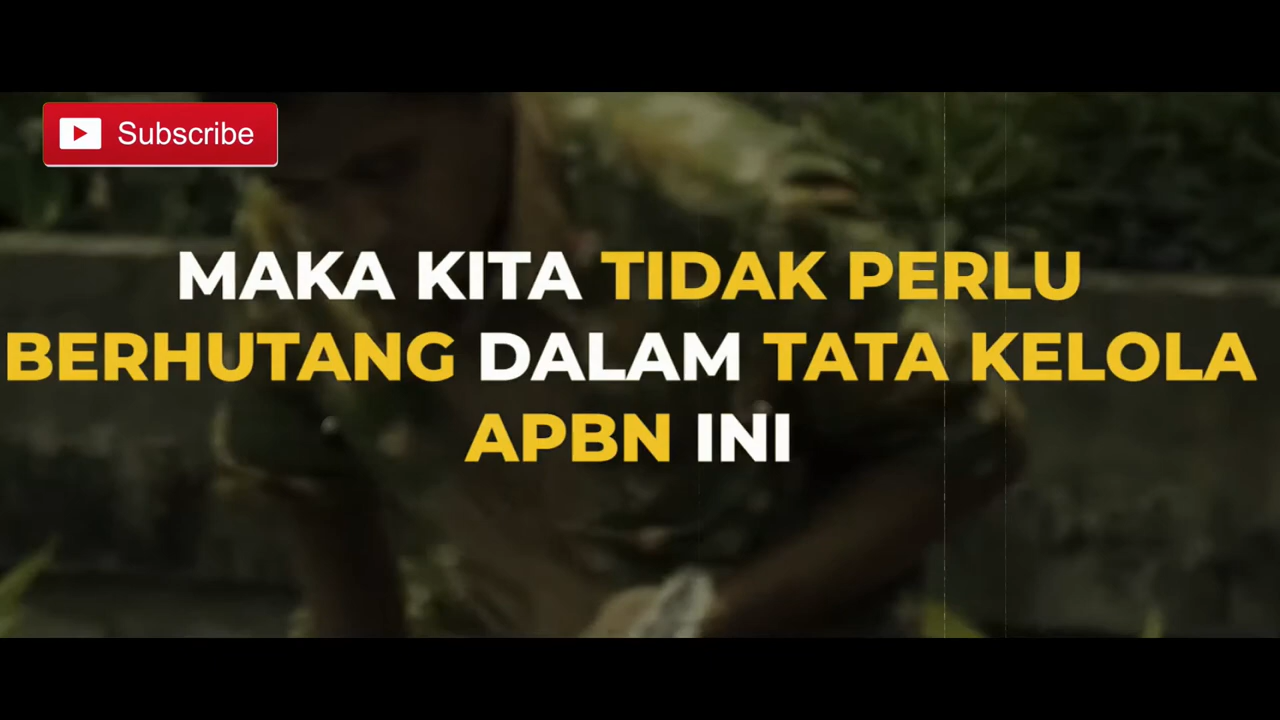 Subscribe
MAKA KITA TIDAK PERLU
BERHUTANG DALAM TATA KELOLA
APBN INI